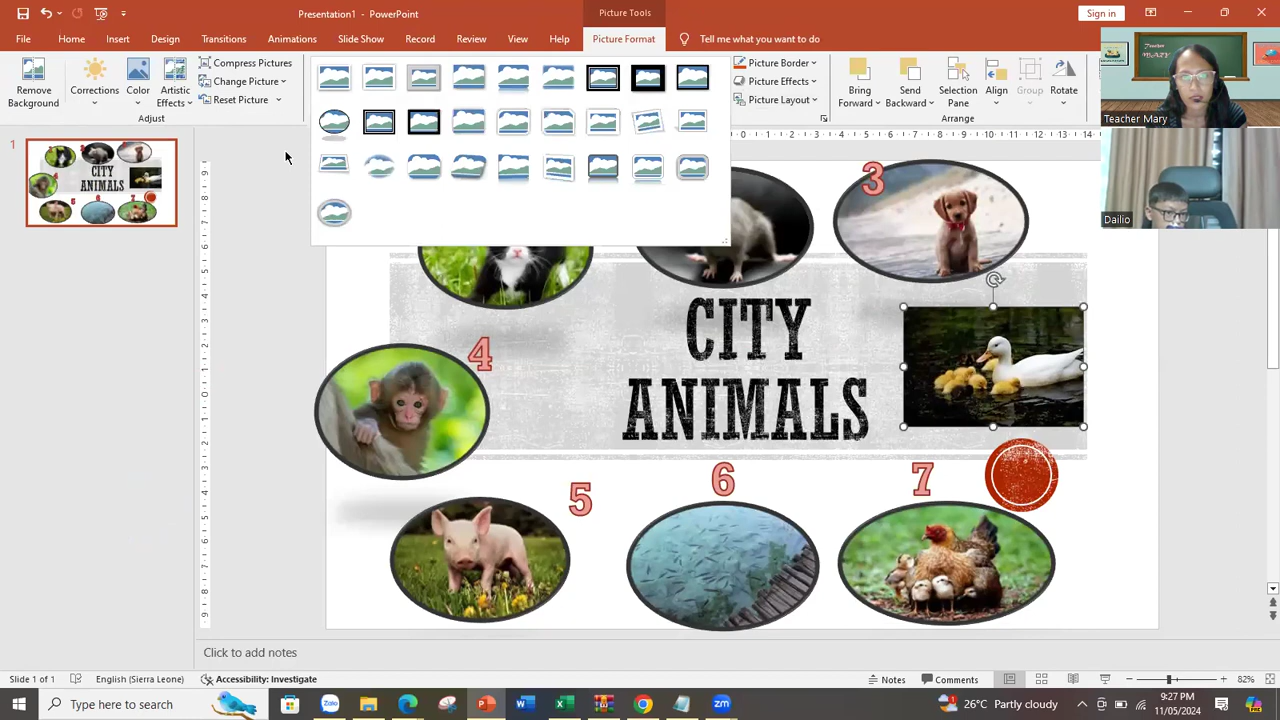 Presentation1 - PowerPoint
Picture Tools
Sign in
File
Home
Insert
Design
Transitions
Animations
Slide Show
Record
Review
View
Help
Picture Format
Tell me what you want to do
Remove Background
Corrections
Color
Artistic Effects
Compress Pictures
Change Picture
Reset Picture
Adjust
Picture Border
Picture Effects
Picture Layout
Bring Forward
Send Backward
Selection Pane
Align
Group
Rotate
Arrange
Teacher Mary
Dailio
1
CITY
ANIMALS
3
CITY
ANIMALS
4
5
6
7
Click to add notes
Slide 1 of 1
English (Sierra Leone)
Accessibility: Investigate
Notes
Comments
82%
Type here to search
26°C Partly cloudy
9:27 PM
11/05/2024